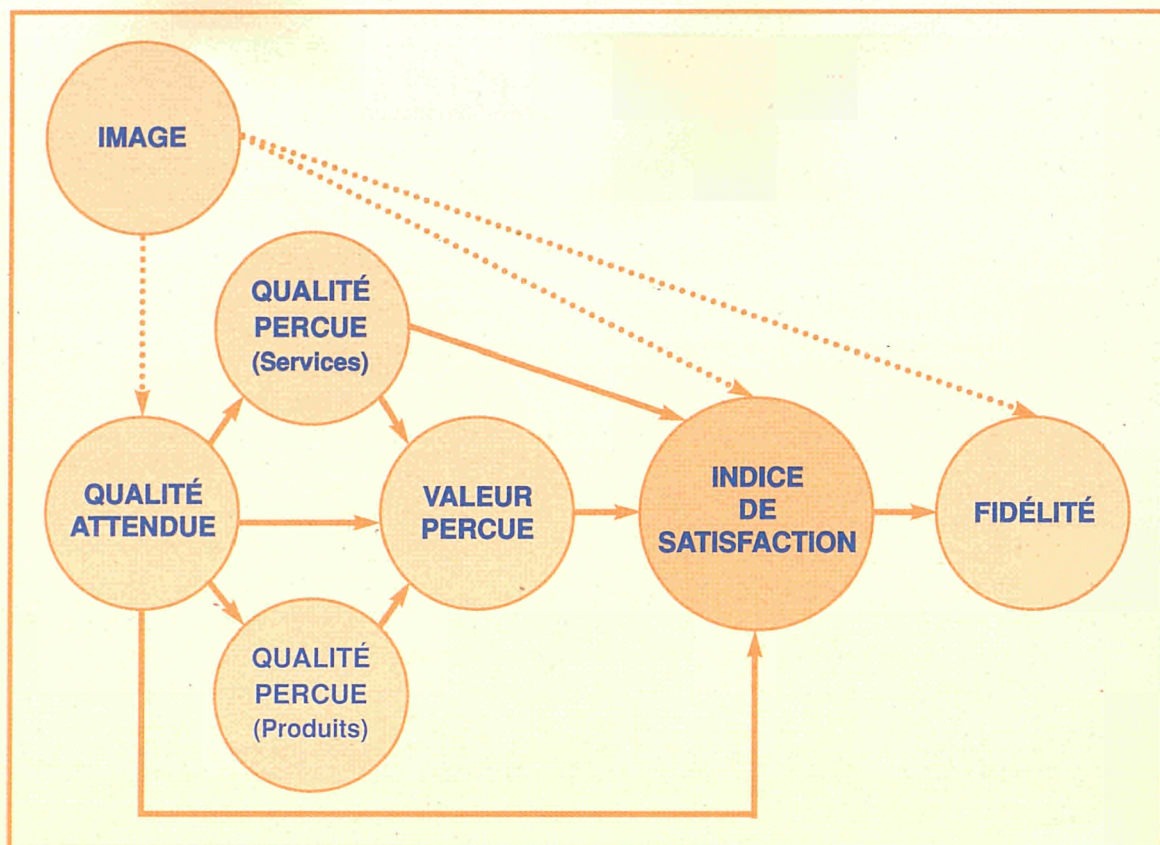 IMAGE
QUALITÉ
PERCUE
(Services)
QUALITÉ
ATTENDUE
VALEUR
PERCUE
INDICE
DE
SATISFACTION
FIDÉLITÉ
QUALITÉ
PERCUE
(Produits)